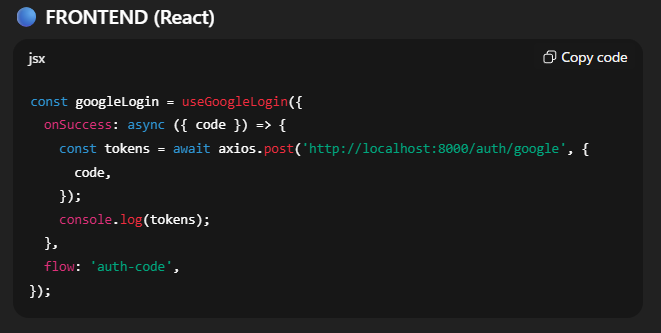 FRONTEND (React)
jsx
Copy code
const googleLogin = useGoogleLogin({
  onSuccess: async ({ code }) => {
    const tokens = await axios.post('http://localhost:8000/auth/google', {
      code,
    });
    console.log(tokens);
  },
  flow: 'auth-code',
});